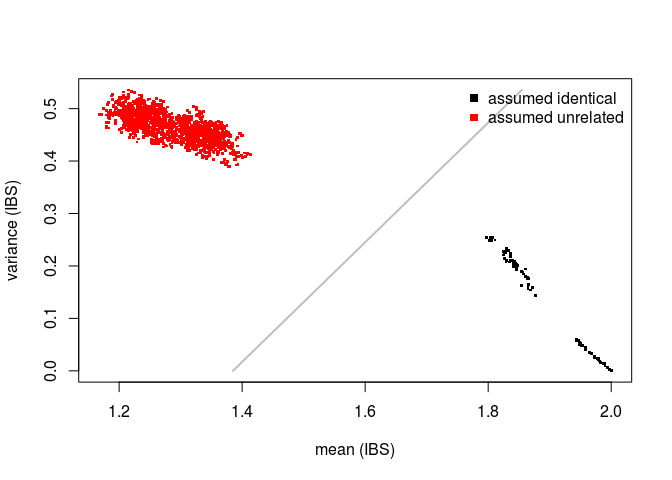 assumed identical
assumed unrelated
variance (IBS)
0.5
0.4
0.3
0.2
0.1
0.0
1.2 1.4 1.6 1.8 2.0
mean (IBS)